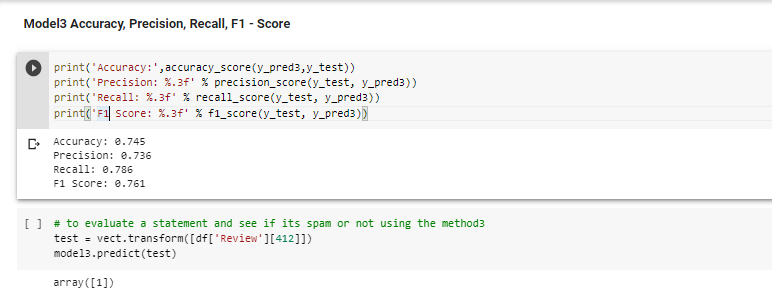 Model3 Accuracy, Precision, Recall, F1 - Score
print('Accuracy:',accuracy_score(y_pred3,y_test))
print('Precision: %.3f' % precision_score(y_test, y_pred3))
print('Recall: %.3f' % recall_score(y_test, y_pred3))
print('F1 Score: %.3f' % f1_score(y_test, y_pred3))
Accuracy: 0.745
Precision: 0.736
Recall: 0.786
F1 Score: 0.761
[ ] # to evaluate a statement and see if its spam or not using the method3
test = vect.transform([df['Review'][412]])
model3.predict(test)
array([1])